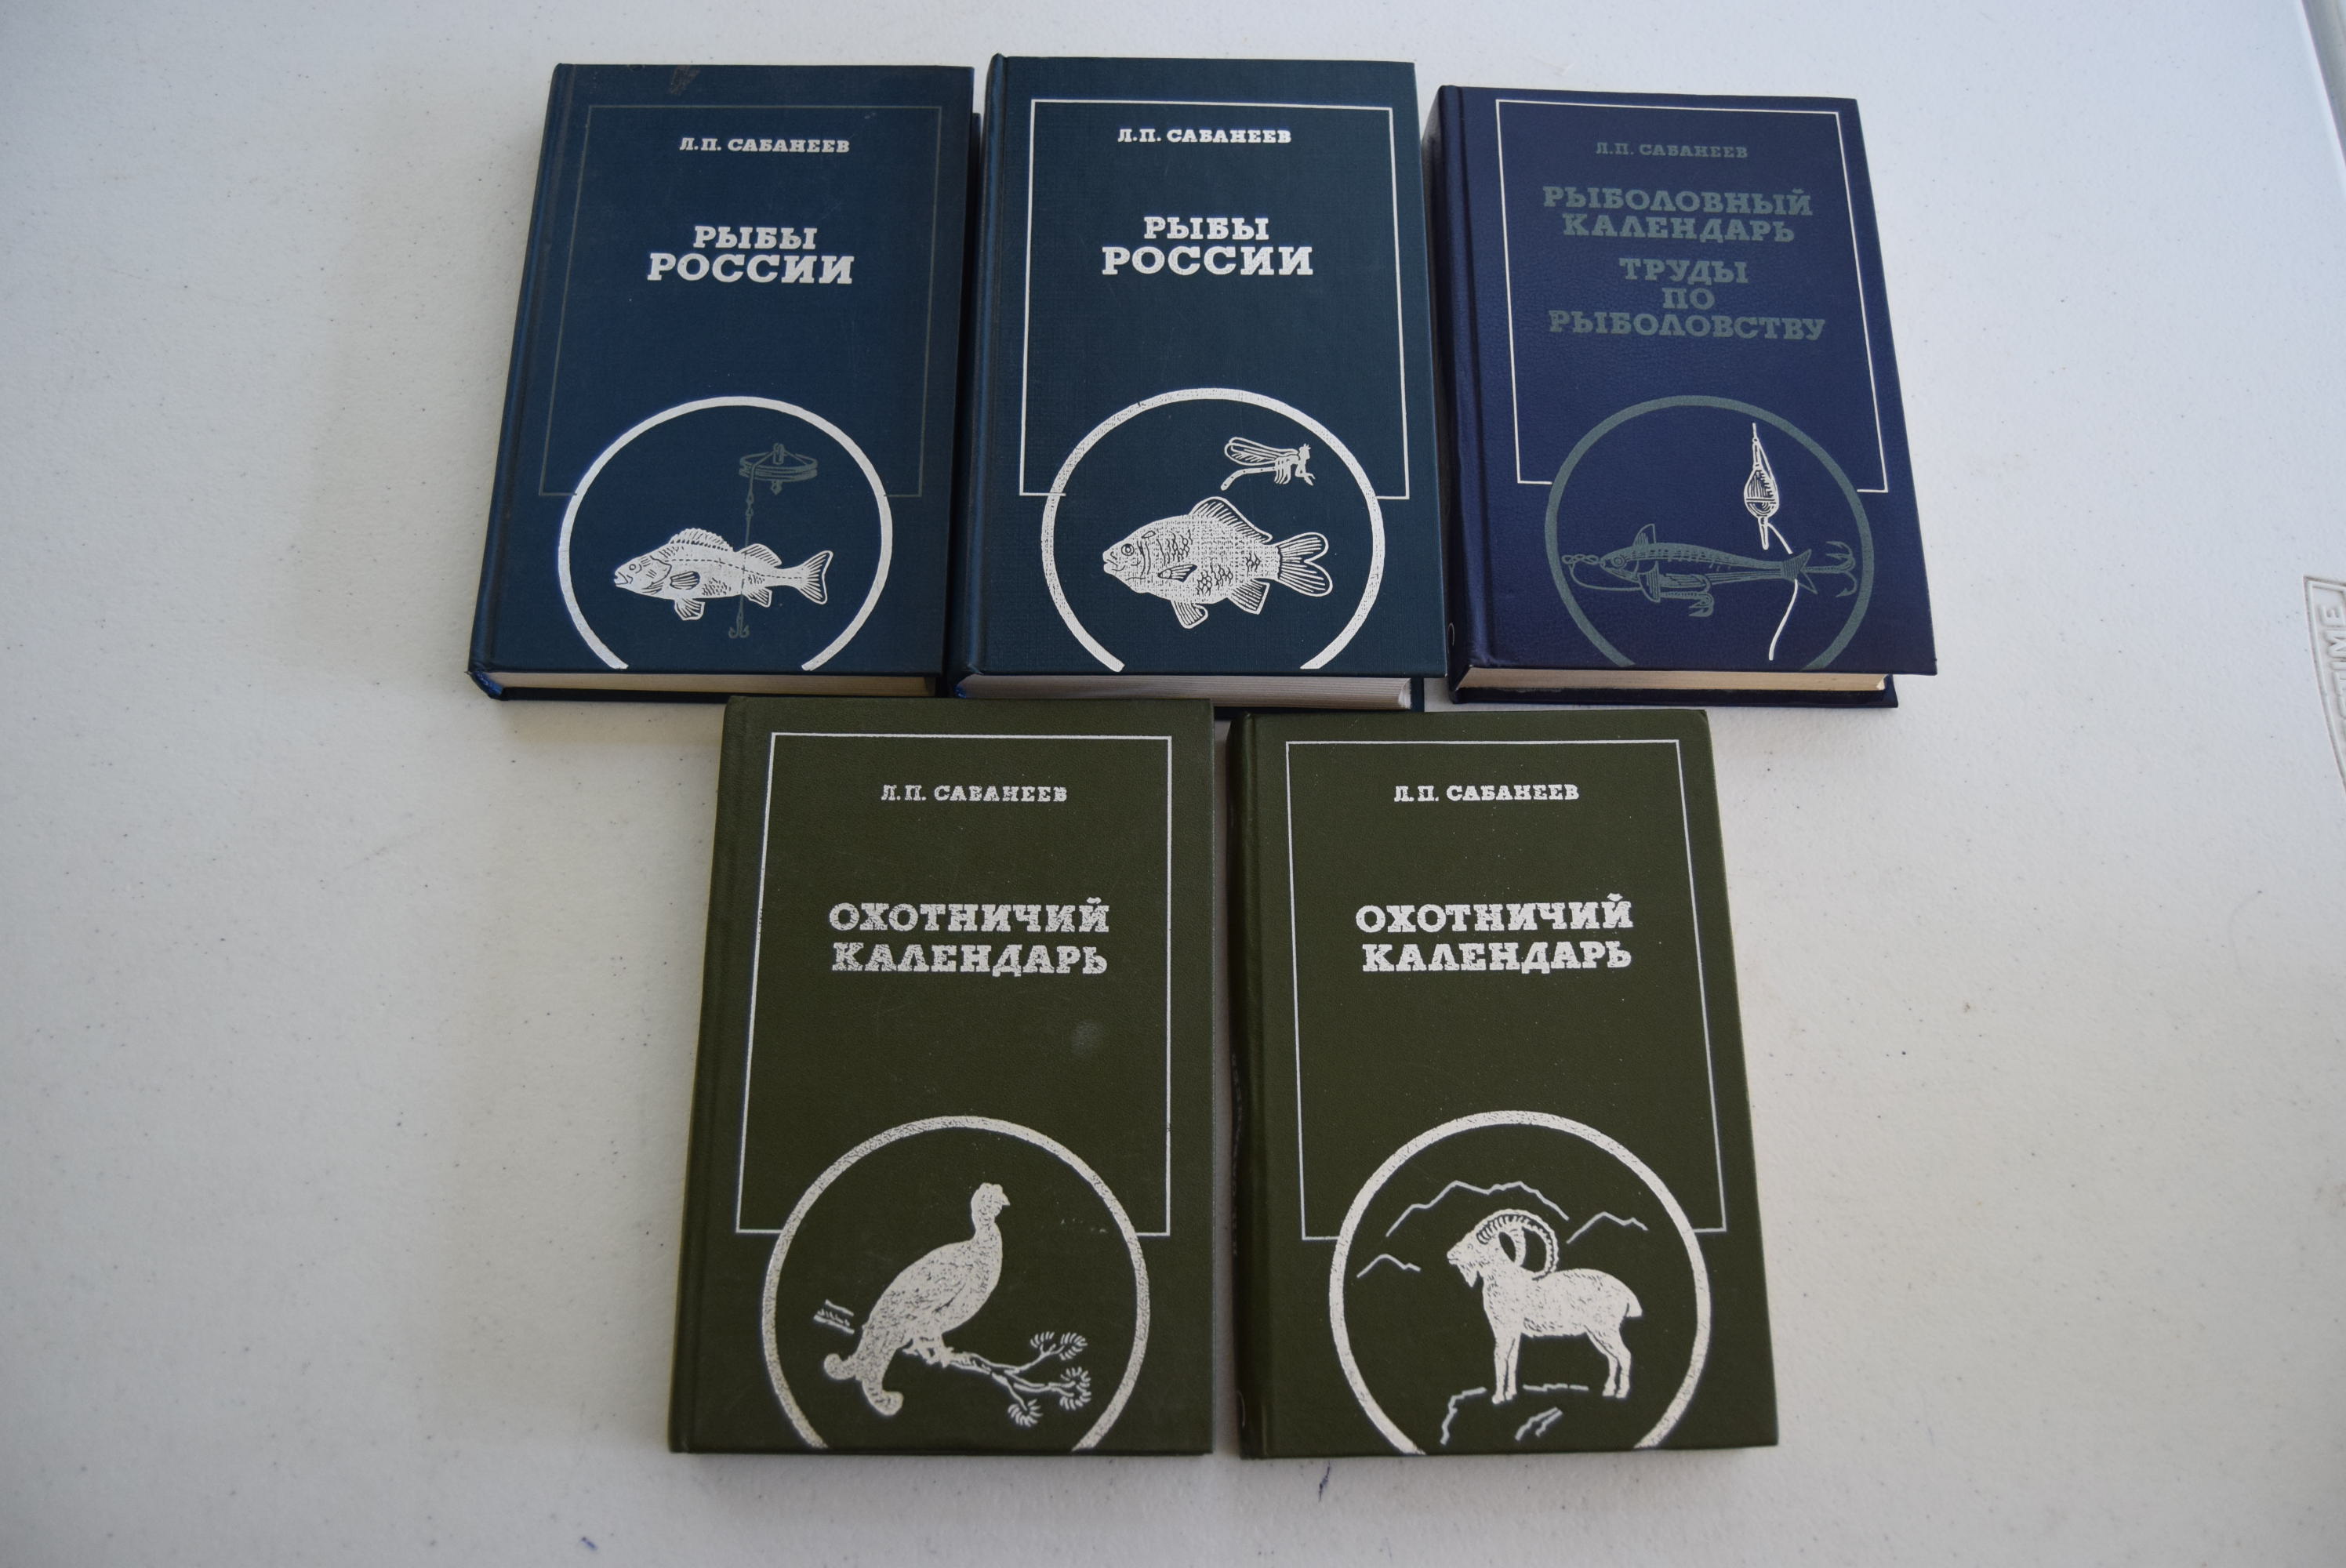 Л.П. САБАНЕЕВ
РЫБЫ
РОССИИ
Л.П. САБАНЕЕВ
РЫБЫ
РОССИИ
Л.П. САБАНЕЕВ
РЫБОЛОВНЫЙ
КАЛЕНДАРЬ
ТРУДЫ
ПО
РЫБОЛОВСТВУ
Л.П. САБАНЕЕВ
ОХОТНИЧИЙ
КАЛЕНДАРЬ
Л.П. САБАНЕЕВ
ОХОТНИЧИЙ
КАЛЕНДАРЬ